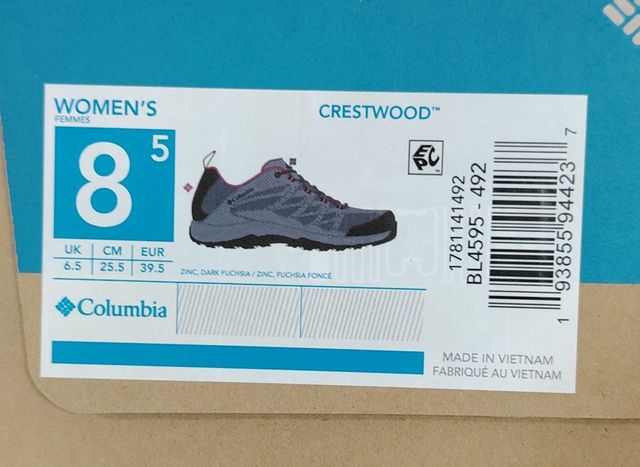 WOMEN'S
FEMMES
8 5
CRESTWOOD™
EPC™
UK CM EUR
6.5 25.5 39.5
ZINC, DARK FUCHSIA / ZINC, FUCHSIA FONCÉ
Columbia
1781141492
BL4595 - 492
1 93855 94423 7
MADE IN VIETNAM
FABRIQUÉ AU VIETNAM